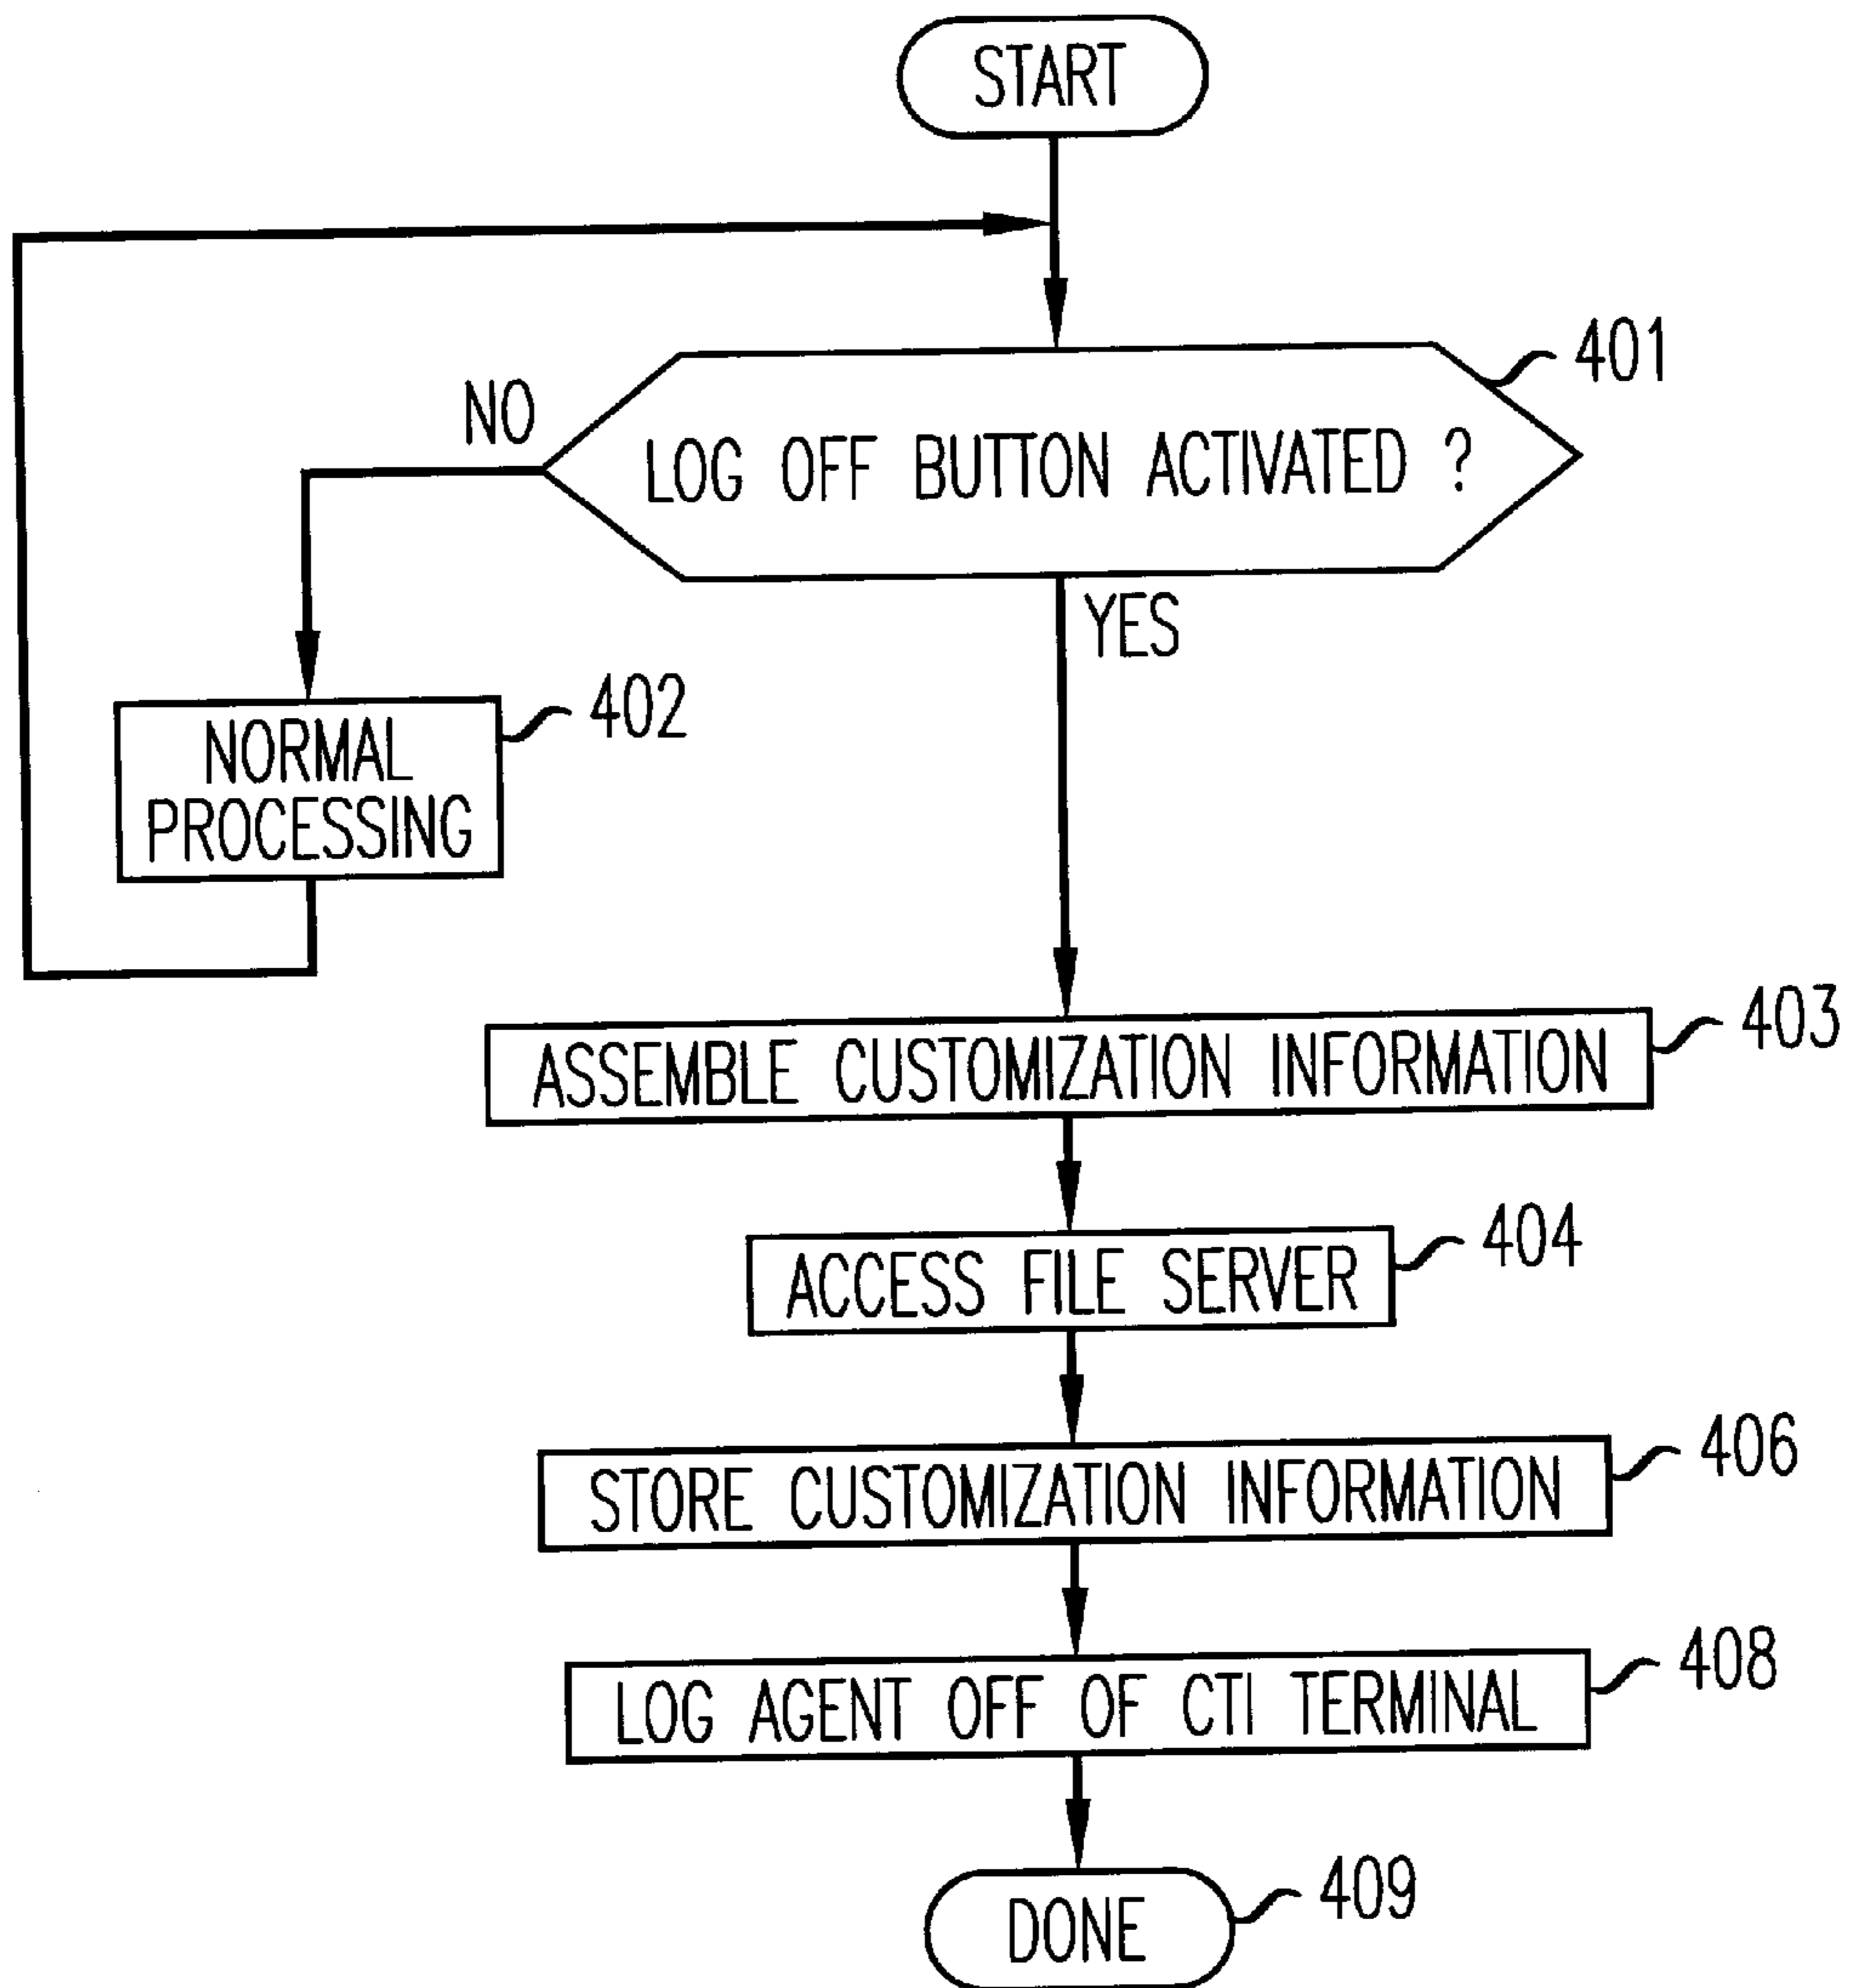 START
401
NO
LOG OFF BUTTON ACTIVATED ?
YES
402
NORMAL
PROCESSING
403
ASSEMBLE CUSTOMIZATION INFORMATION
404
ACCESS FILE SERVER
406
STORE CUSTOMIZATION INFORMATION
408
LOG AGENT OFF OF CTI TERMINAL
409
DONE